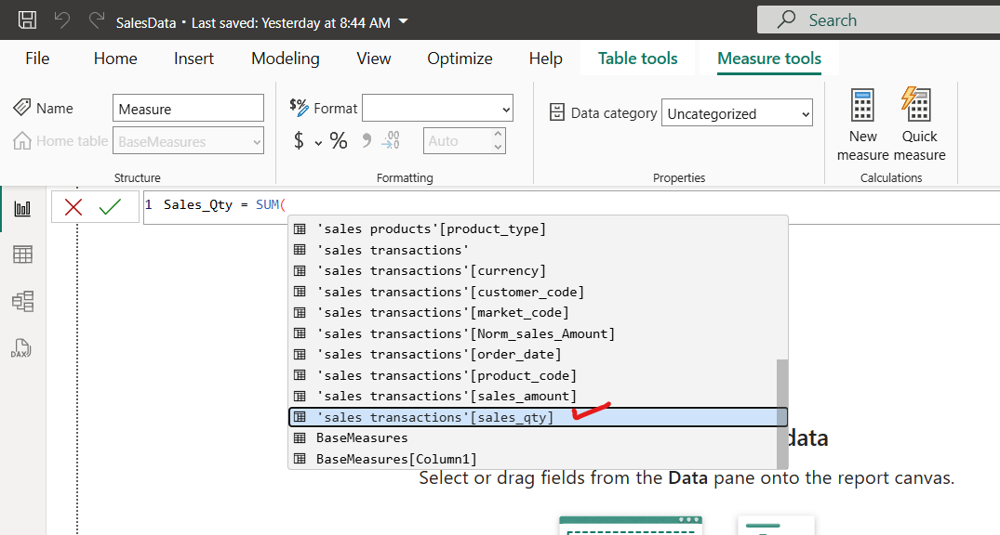 SalesData • Last saved: Yesterday at 8:44 AM
Search
File Home Insert Modeling View Optimize Help Table tools Measure tools
Name Measure
Home table BaseMeasures
Structure
$% Format
$ % 9 .00 →0 Auto
Formatting
Data category Uncategorized
Properties
New measure
Quick measure
Calculations
1 Sales_Qty = SUM(
'sales products'[product_type]
'sales transactions'
'sales transactions'[currency]
'sales transactions'[customer_code]
'sales transactions'[market_code]
'sales transactions'[Norm_sales_Amount]
'sales transactions'[order_date]
'sales transactions'[product_code]
'sales transactions'[sales_amount]
'sales transactions'[sales_qty]
BaseMeasures
BaseMeasures[Column1]
DAX
data
Select or drag fields from the Data pane onto the report canvas.